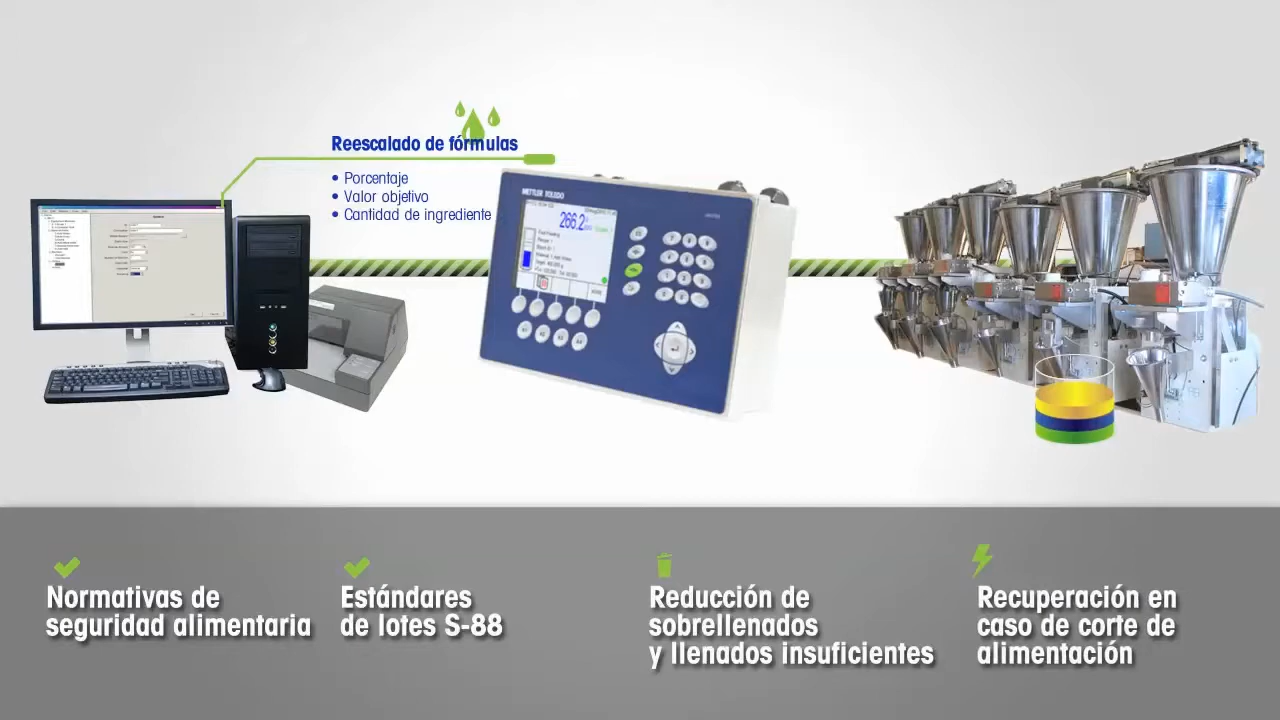 Reescalado de fórmulas
• Porcentaje
• Valor objetivo
• Cantidad de ingrediente
METTLER TOLEDO
266.2
Normativas de
seguridad alimentaria
Estándares
de lotes S-88
Reducción de
sobrellenados
y llenados insuficientes
Recuperación en
caso de corte de
alimentación